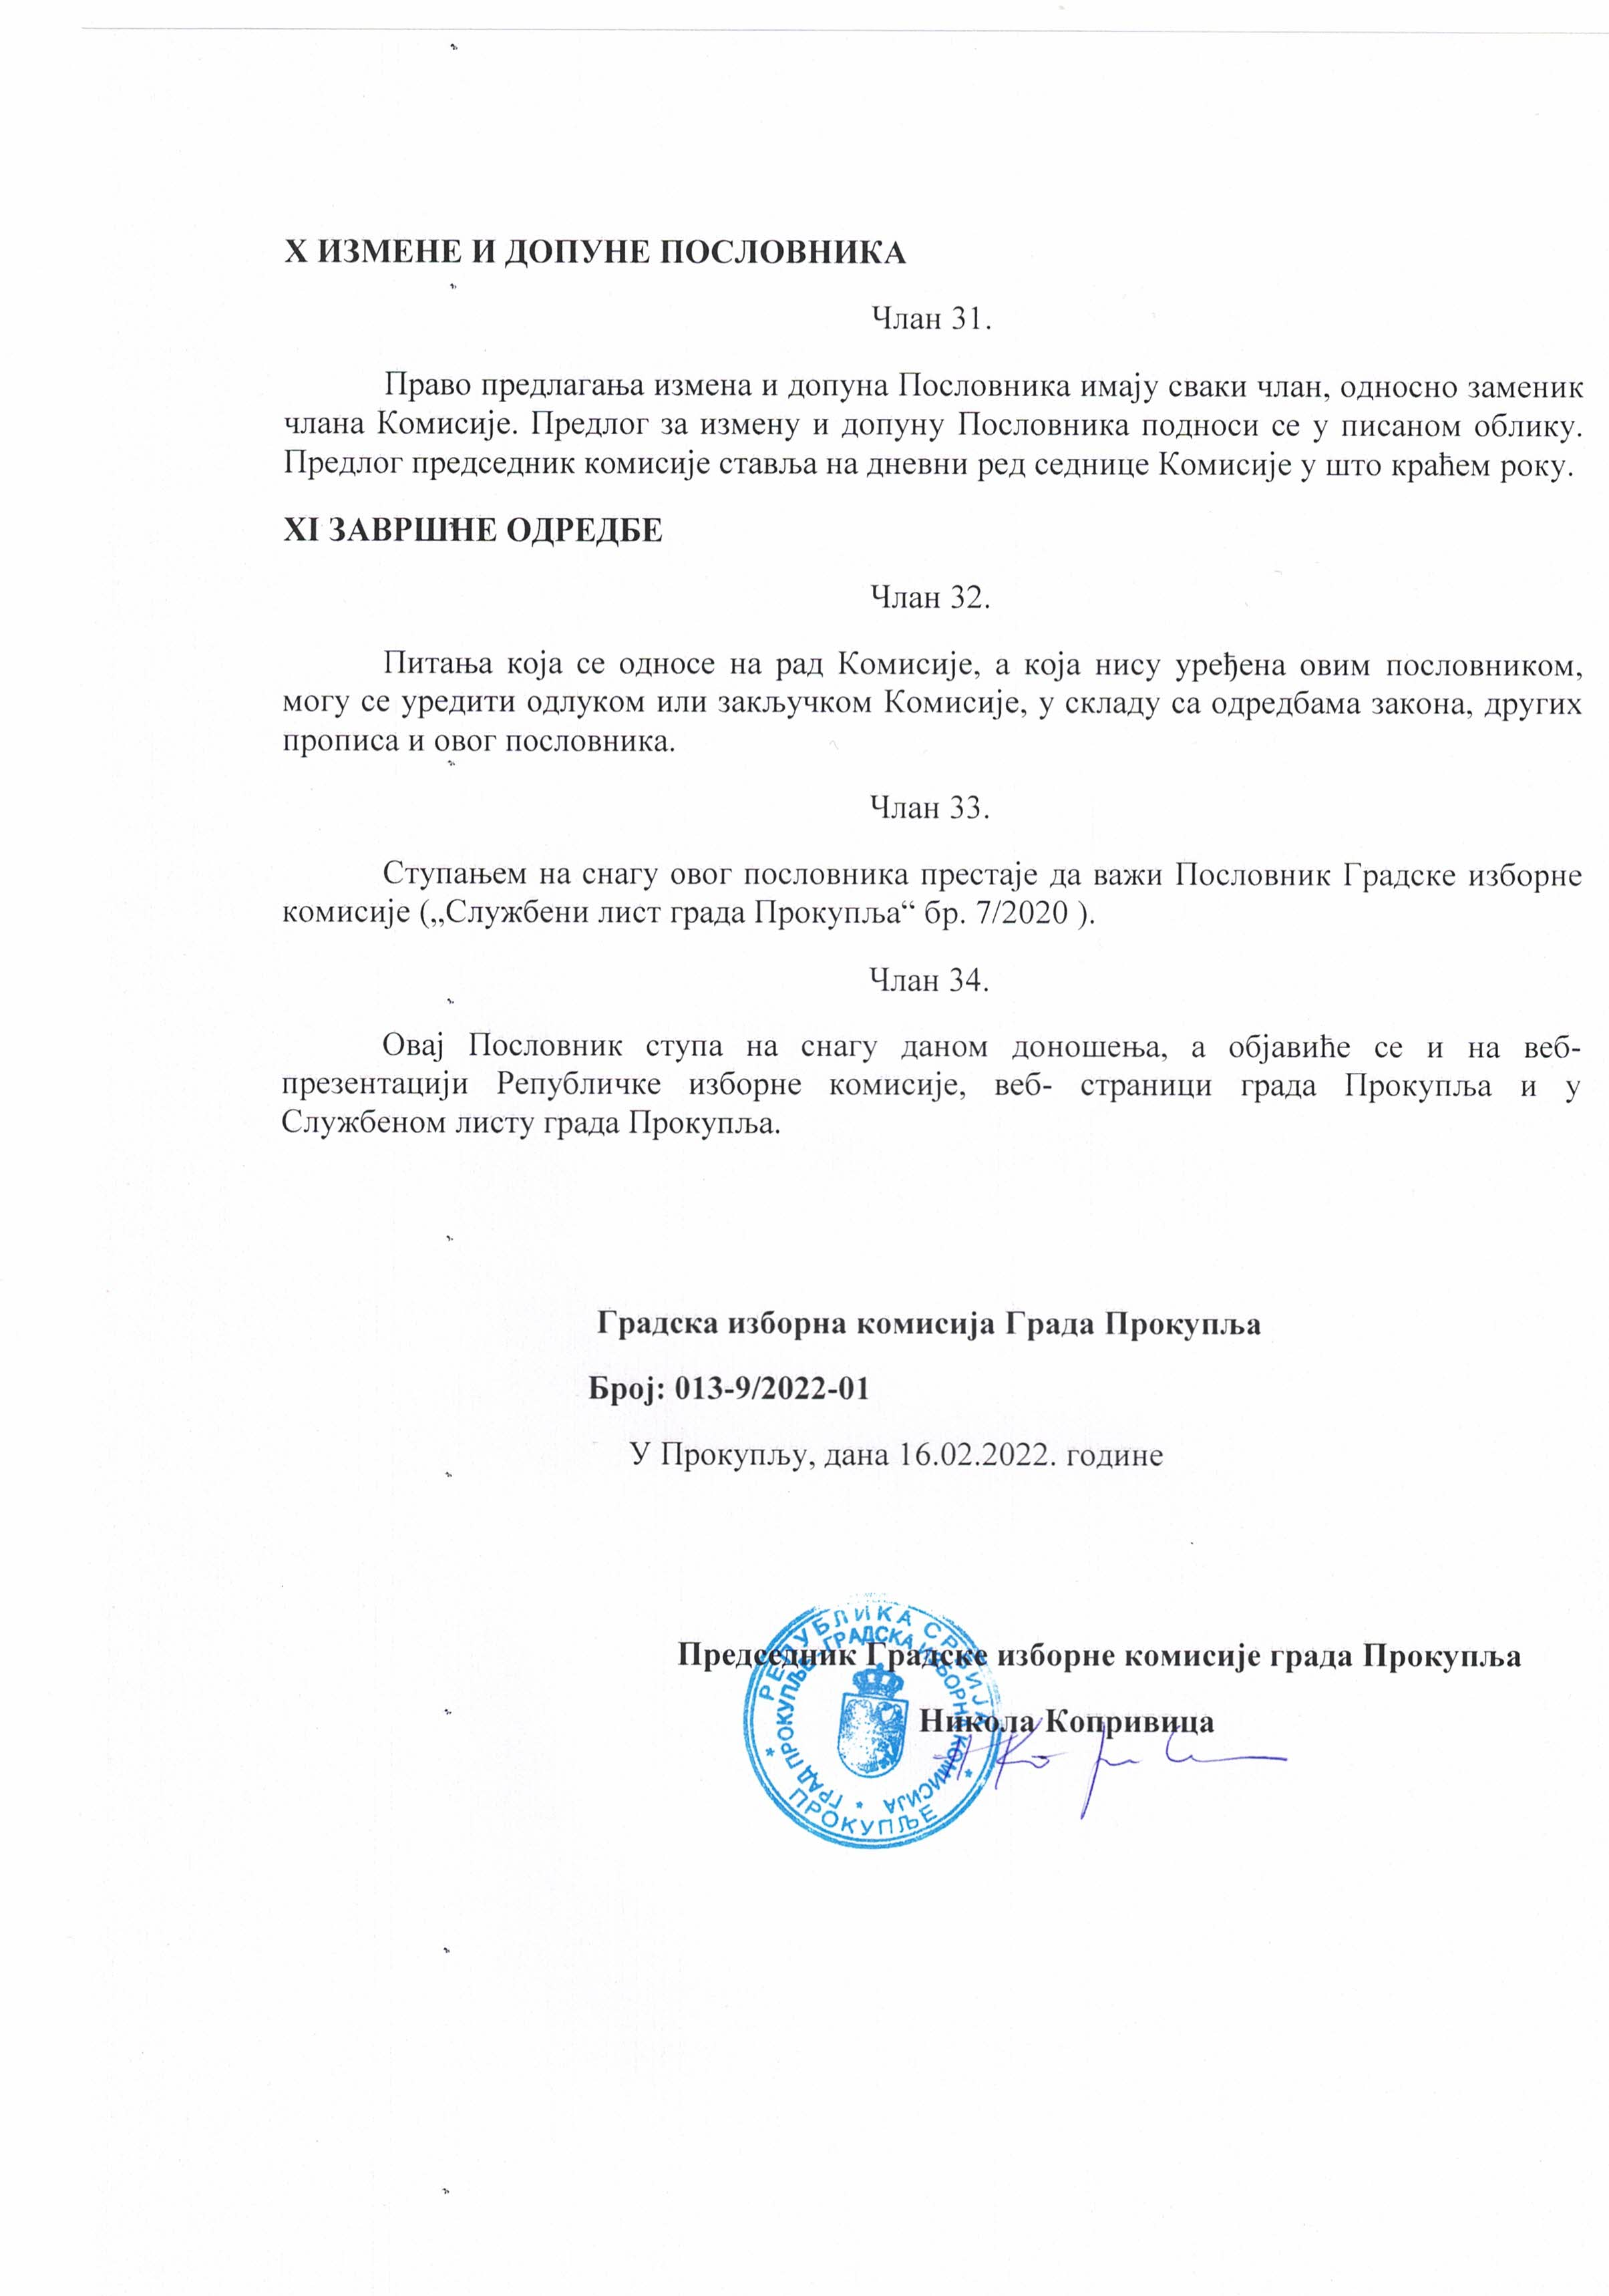 X ИЗМЕНЕ И ДОПУНЕ ПОСЛОВНИКА
Члан 31.
Право предлагања измена и допуна Пословника имају сваки члан, односно заменик
члана Комисије. Предлог за измену и допуну Пословника подноси се у писаном облику.
Предлог председник комисије ставља на дневни ред седнице Комисије у што краћем року.
XI ЗАВРШНЕ ОДРЕДБЕ
Члан 32.
Питања која се односе на рад Комисије, а која нису уређена овим пословником,
могу се уредити одлуком или закључком Комисије, у складу са одредбама закона, других
прописа и овог пословника.
Члан 33.
Ступањем на снагу овог пословника престаје да важи Пословник Градске изборне
комисије („Службени лист града Прокупља“ бр. 7/2020 ).
Члан 34.
Овај Пословник ступа на снагу даном доношења, а објавиће се и на веб-
презентацији Републичке изборне комисије, веб- страници града Прокупља и у
Службеном листу града Прокупља.
Градска изборна комисија Града Прокупља
Број: 013-9/2022-01
У Прокупљу, дана 16.02.2022. године
Председник Градске изборне комисије града Прокупља
Никола Копривица
РЕПУБЛИКА СРБИЈА
ГРАД ПРОКУПЉЕ - ГРАДСКА ИЗБОРНА КОМИСИЈА
ПРОКУПЉЕ